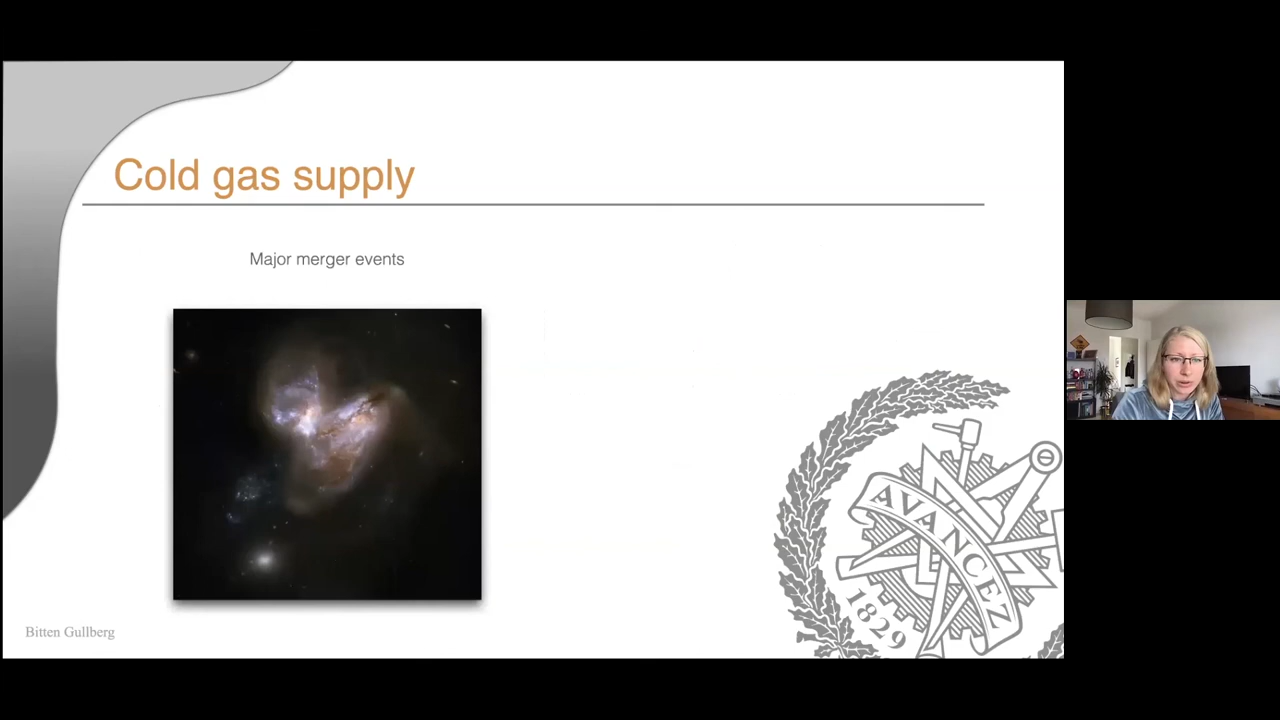 Cold gas supply
Major merger events
AVANCEZ
1829
Bitten Gullberg